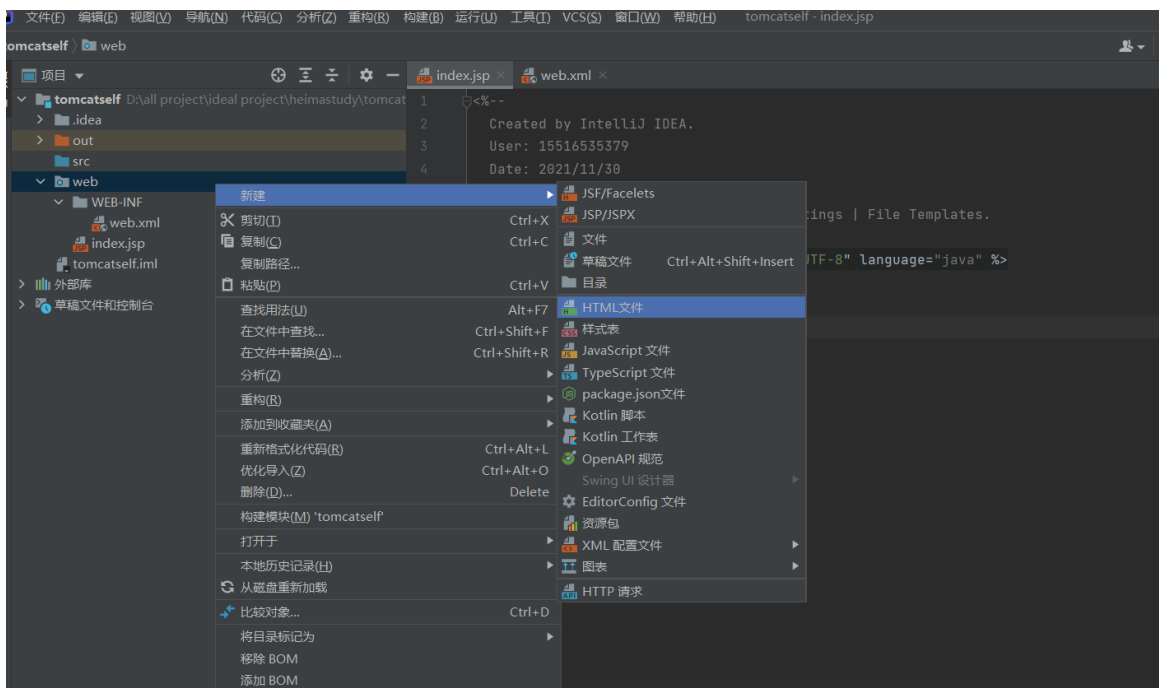 文件(F) 编辑(E) 视图(V) 导航(N) 代码(C) 分析(Z) 重构(R) 构建(B) 运行(U) 工具(T) VCS(S) 窗口(W) 帮助(H) tomcatself - index.jsp
tomcatself 〉 web
项目
index.jsp
web.xml
tomcatself D:\all project\ideal project\heimastudy\tomcat
.idea
out
src
web
WEB-INF
web.xml
index.jsp
tomcatself.iml
外部库
草稿文件和控制台
1 <%--
2 Created by IntelliJ IDEA.
3 User: 15516535379
4 Date: 2021/11/30
ings | File Templates.
UTF-8" language="java" %>
新建
剪切(T) Ctrl+X
复制(C) Ctrl+C
复制路径...
粘贴(P) Ctrl+V
查找用法(U) Alt+F7
在文件中查找... Ctrl+Shift+F
在文件中替换(A)... Ctrl+Shift+R
分析(Z)
重构(R)
添加到收藏夹(A)
重新格式化代码(R) Ctrl+Alt+L
优化导入(Z) Ctrl+Alt+O
删除(D)... Delete
构建模块(M) 'tomcatself'
打开于
本地历史记录(H)
从磁盘重新加载
比较对象... Ctrl+D
将目录标记为
移除 BOM
添加 BOM
JSF/Facelets
JSP/JSPX
文件
草稿文件 Ctrl+Alt+Shift+Insert
目录
HTML文件
样式表
JavaScript 文件
TypeScript 文件
package.json文件
Kotlin 脚本
Kotlin 工作表
OpenAPI 规范
Swing UI 设计器
EditorConfig 文件
资源包
XML 配置文件
图表
HTTP 请求